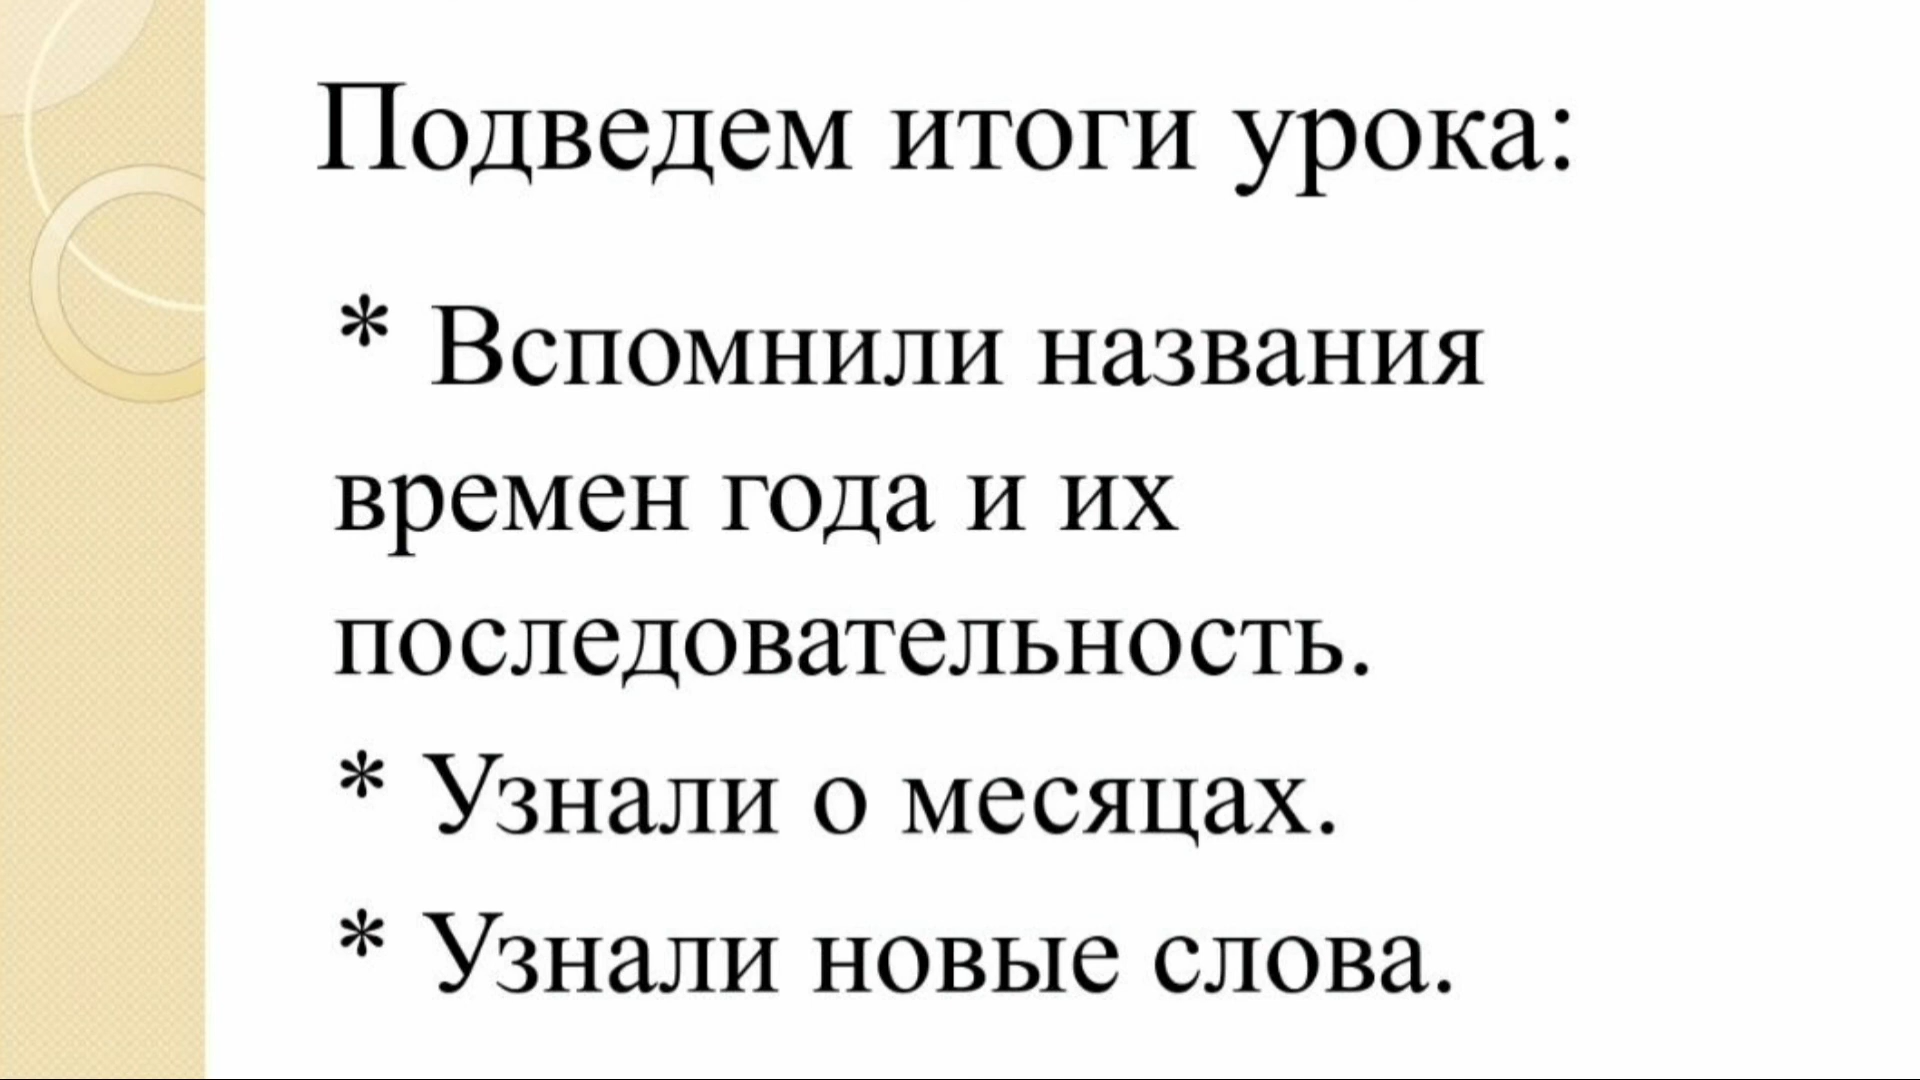 Подведем итоги урока:
* Вспомнили названия
времен года и их
последовательность.
* Узнали о месяцах.
* Узнали новые слова.